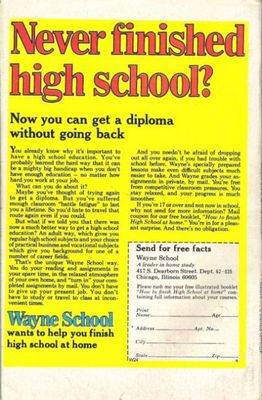 Never finished
high school?
Now you can get a diploma
without going back
You already know why it's important to
have a high school education. You've
probably learned the hard way that it can
be a mighty big handicap when you don't
have enough education — no matter how
hard you work at your job.
What can you do about it?
Maybe you've thought of trying again
to get a diploma. But you've suffered
enough classroom "battle fatigue" to last
you a lifetime. So you'd hate to travel that
route again even if you could.
But what if we told you that there was
now a much better way to get a high school
education? An adult way, which gives you
regular high school subjects and your choice
of practical business and vocational subjects
which give you background for one of a
number of career fields.
That's the unique Wayne School way.
You do your reading and assignments in
your spare time, in the relaxed atmosphere
of your own home, and "turn in" your com-
pleted assignments by mail. You don't have
to give up your present job. You don't have
to study or travel to class at incon-
venient times.
And you needn't be afraid of dropping
out all over again, if you had trouble with
school before. Wayne's specially prepared
lessons make even difficult subjects much
easier to take. And Wayne grades your as-
signments in private, by mail. You're free
from competitive classroom pressures. You
stay relaxed, and your progress is much
smoother.
If you're 17 or over and not now in school,
why not send for more information? Mail
coupon for our free booklet, "How to finish
High School at home." You're in for a pleas-
ant surprise. And there's no obligation.
Wayne School
wants to help you finish
high school at home
Send for free facts
Wayne School
A leader in home study
417 S. Dearborn Street. Dept.
Chicago, Illinois 60605
Please rush me your free illustrated booklet
"How to finish High School at home" con-
taining full information about your courses.
Print
Name Age
Address Apt. No.
City
State Zip